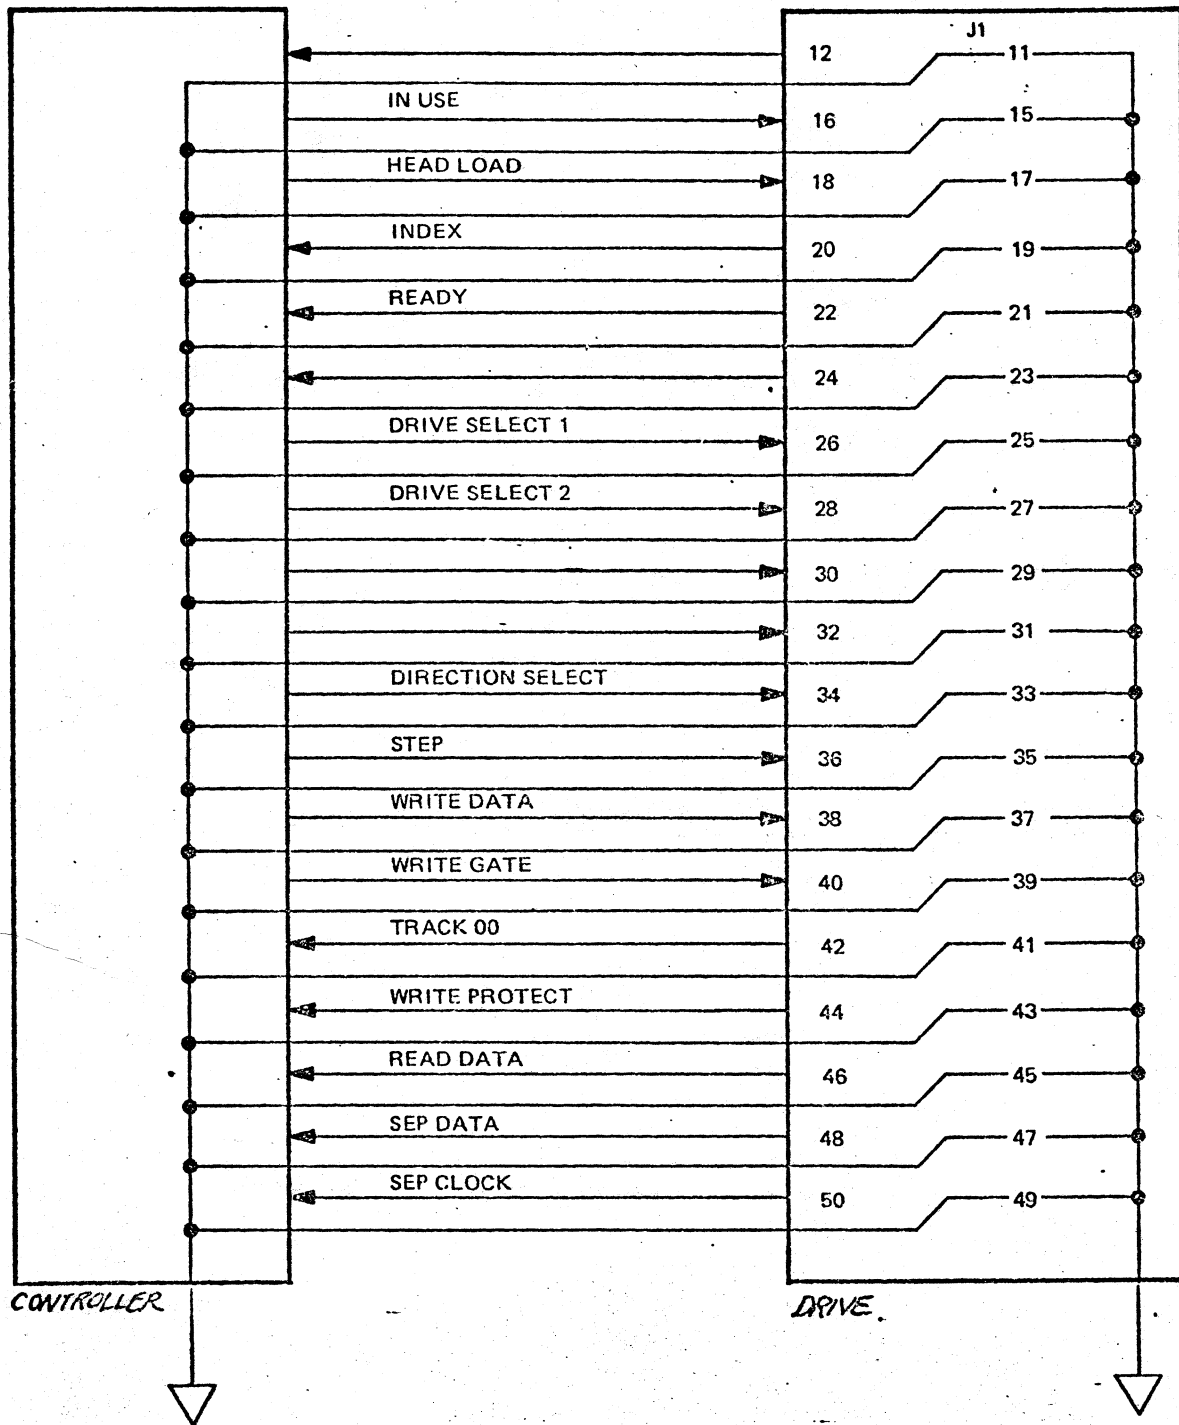 J1
12 11
IN USE
16 15
HEAD LOAD
18 17
INDEX
20 19
READY
22 21
24 23
DRIVE SELECT 1
26 25
DRIVE SELECT 2
28 27
30 29
32 31
DIRECTION SELECT
34 33
STEP
36 35
WRITE DATA
38 37
WRITE GATE
40 39
TRACK 00
42 41
WRITE PROTECT
44 43
READ DATA
46 45
SEP DATA
48 47
SEP CLOCK
50 49
CONTROLLER DRIVE.